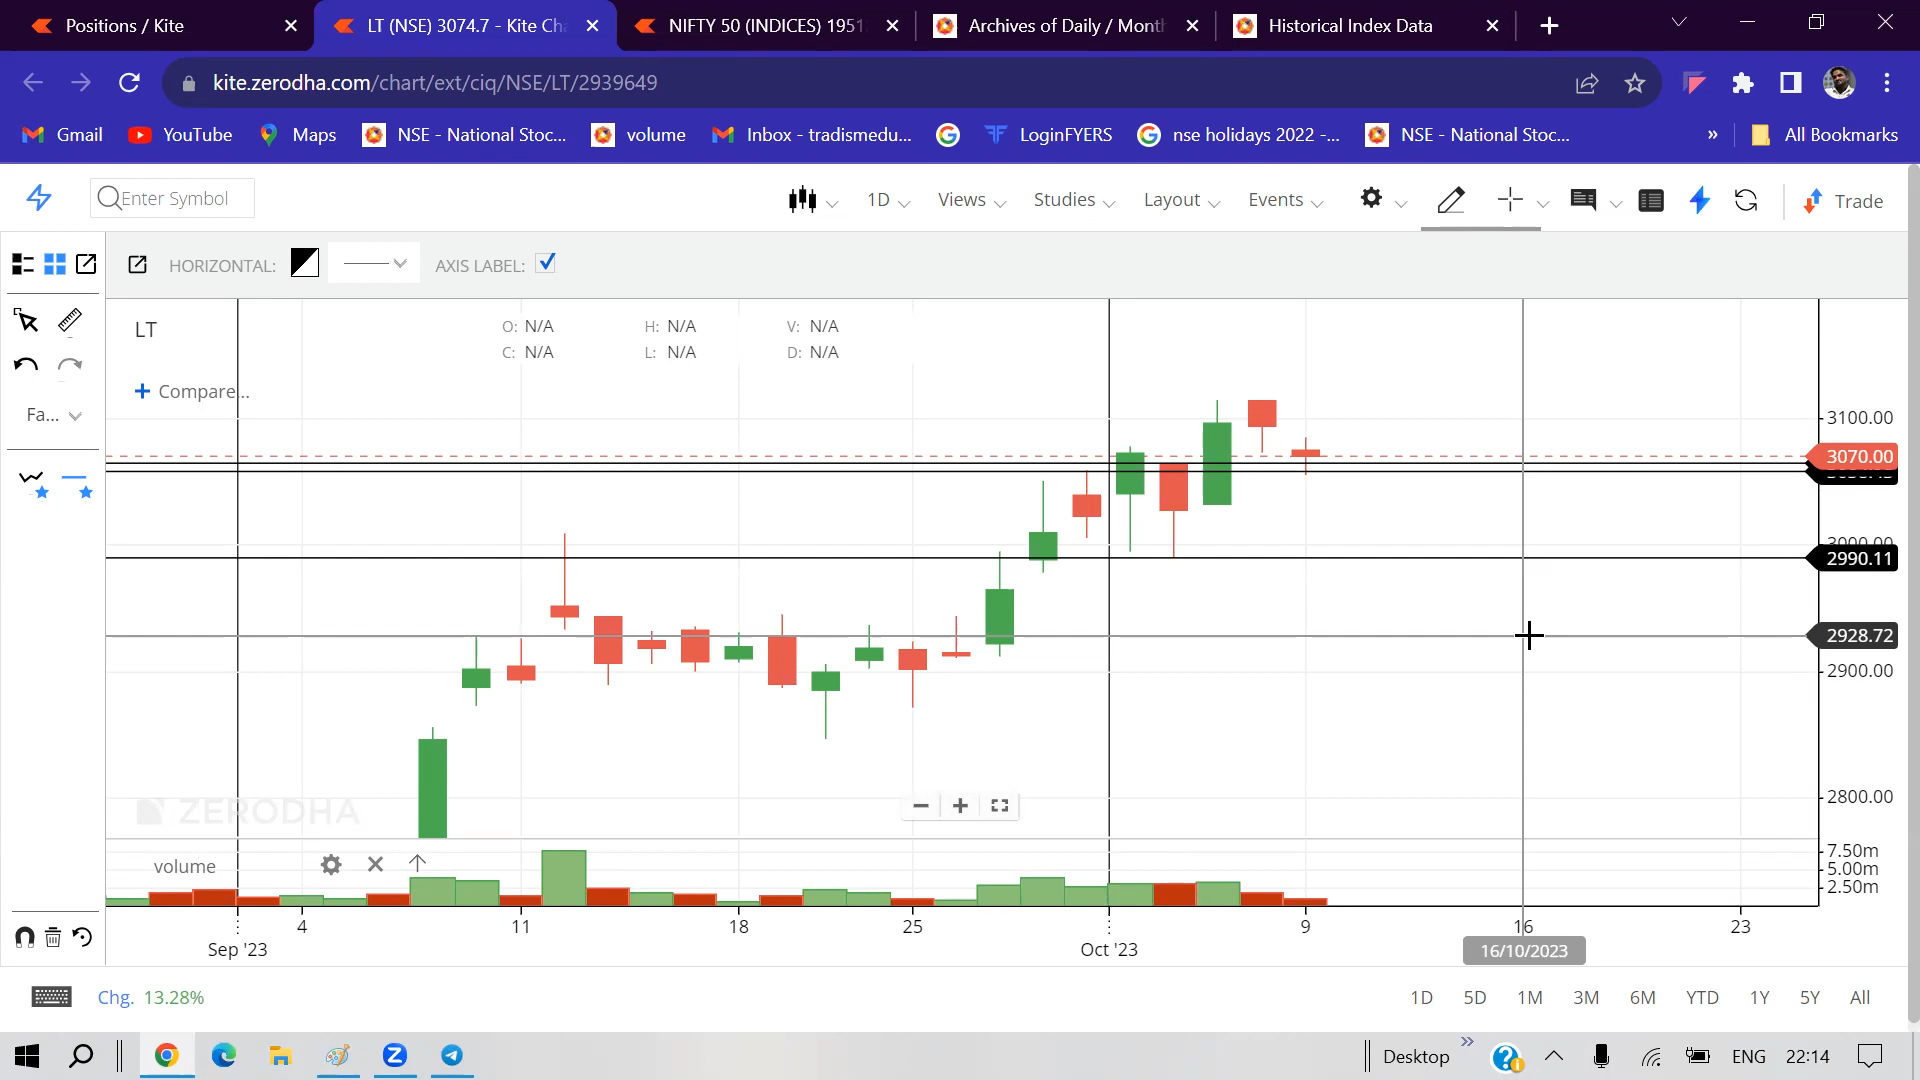 Positions / Kite
LT (NSE) 3074.7 - Kite Ch
NIFTY 50 (INDICES) 1951
Archives of Daily / Month
Historical Index Data
kite.zerodha.com/chart/ext/ciq/NSE/LT/2939649
Gmail
YouTube
Maps
NSE - National Stoc...
volume
Inbox - tradismedu...
LoginFYERS
nse holidays 2022 -...
NSE - National Stoc...
»
All Bookmarks
Enter Symbol
1D
Views
Studies
Layout
Events
Trade
HORIZONTAL:
AXIS LABEL:
LT
O: N/A
H: N/A
V: N/A
C: N/A
L: N/A
D: N/A
+ Compare...
Fa...
3100.00
3070.00
2990.11
2928.72
2900.00
2800.00
ZERODHA
volume
7.50m
5.00m
2.50m
4
11
18
25
9
16
23
Sep '23
Oct '23
16/10/2023
Chg. 13.28%
1D
5D
1M
3M
6M
YTD
1Y
5Y
All
Desktop
»
ENG
22:14